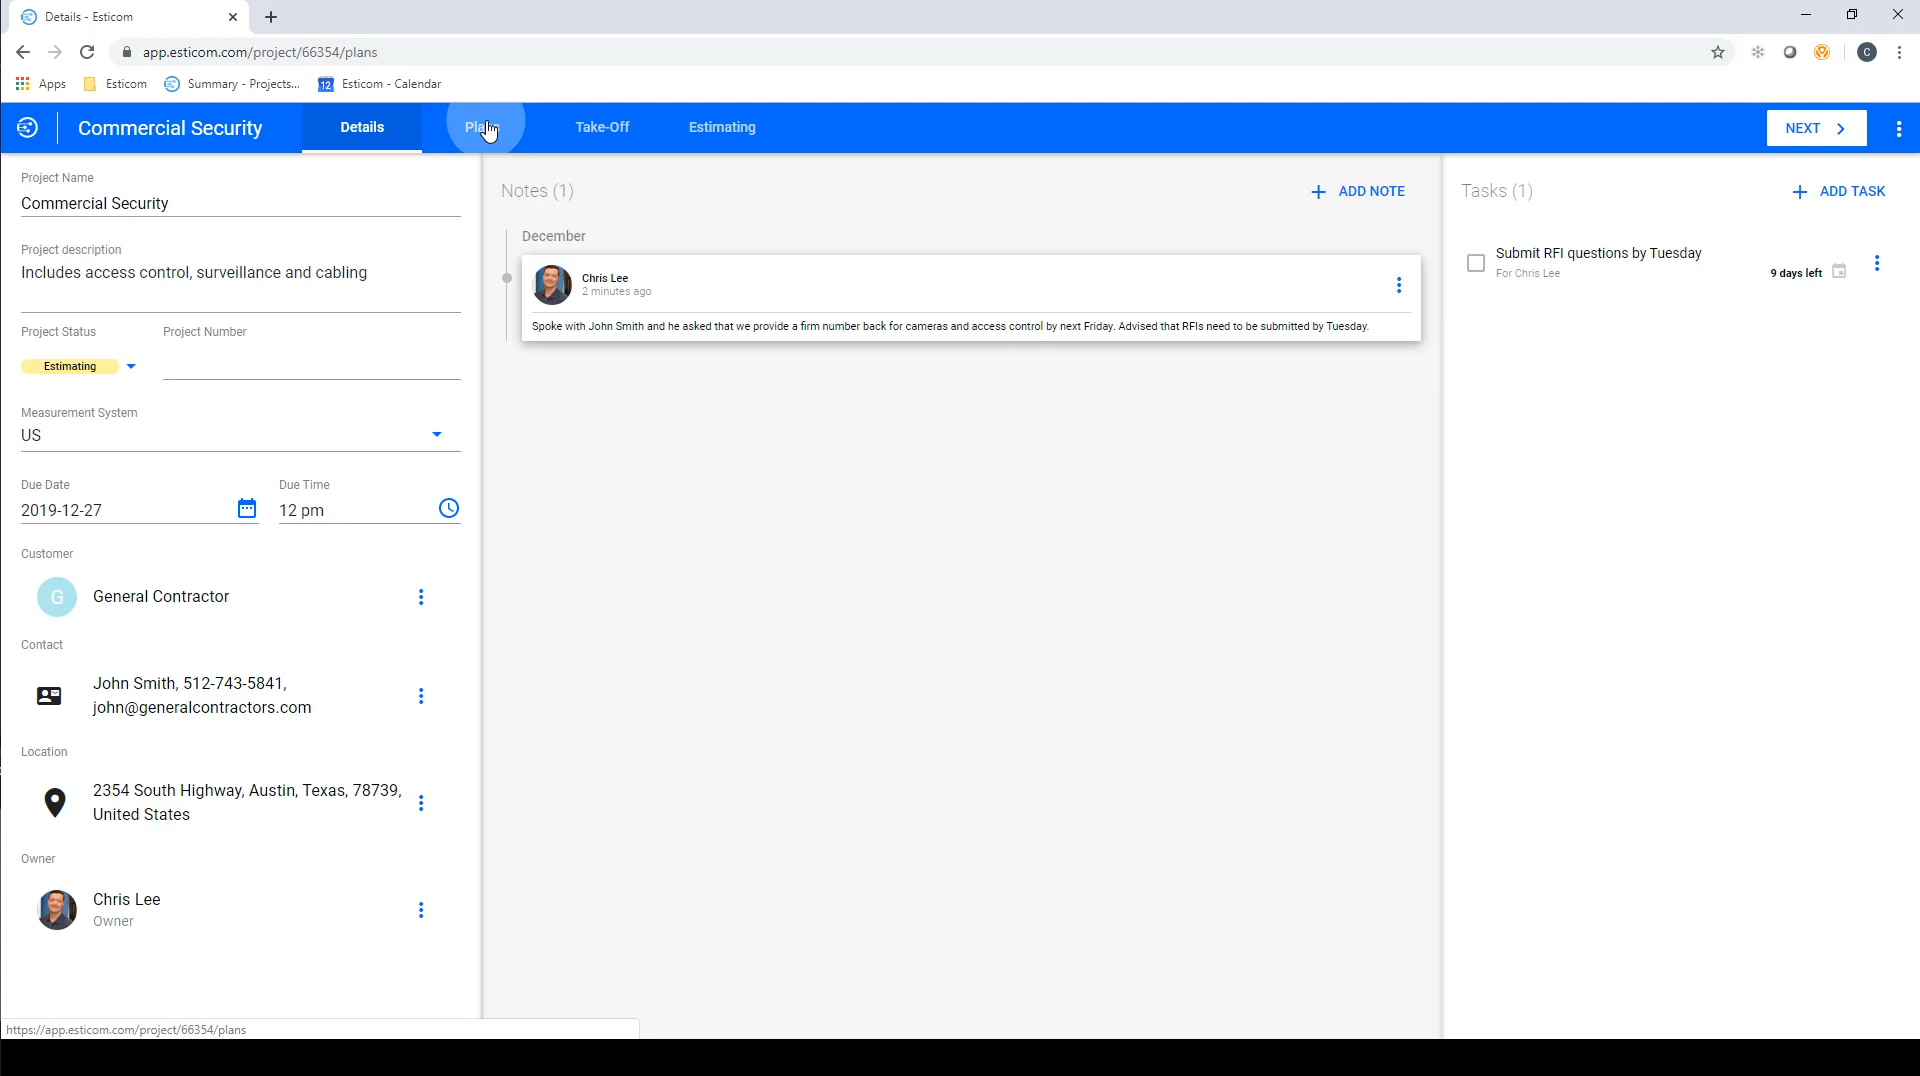 Details - Esticom
app.esticom.com/project/66354/plans
C
Apps
Esticom
Summary - Projects...
12
Esticom - Calendar
Commercial Security
Details
Plans
Take-Off
Estimating
NEXT
Project Name
Commercial Security
Project description
Includes access control, surveillance and cabling
Project Status
Project Number
Estimating
Measurement System
US
Due Date
Due Time
2019-12-27
12 pm
Customer
G
General Contractor
Contact
John Smith, 512-743-5841,
john@generalcontractors.com
Location
2354 South Highway, Austin, Texas, 78739,
United States
Owner
Chris Lee
Owner
Notes (1)
ADD NOTE
December
Chris Lee
2 minutes ago
Spoke with John Smith and he asked that we provide a firm number back for cameras and access control by next Friday. Advised that RFIs need to be submitted by Tuesday.
Tasks (1)
ADD TASK
Submit RFI questions by Tuesday
For Chris Lee
9 days left
https://app.esticom.com/project/66354/plans